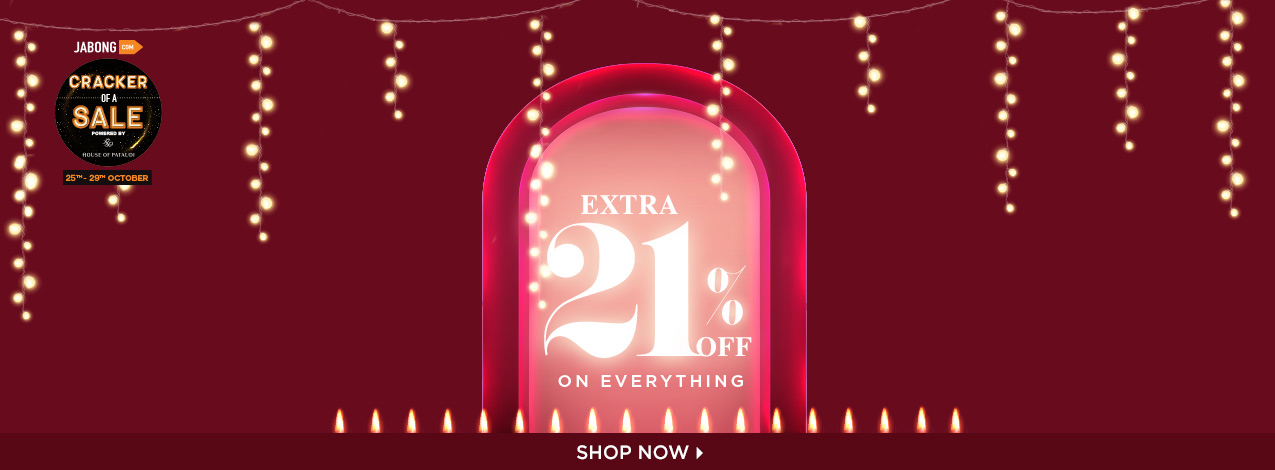 JABONG COM
CRACKER
OF A
SALE
POWERED BY
HOUSE OF PATAUDI
25TH - 29TH OCTOBER
EXTRA
21%
OFF
ON EVERYTHING
SHOP NOW